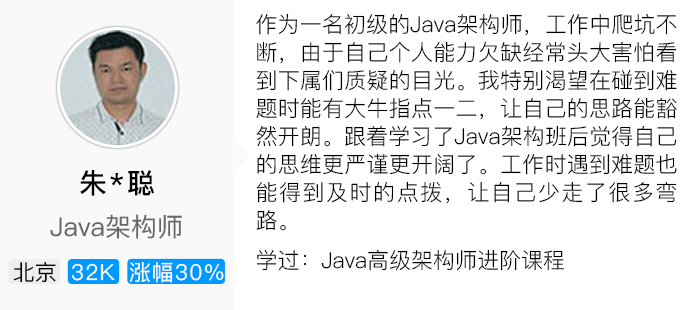 朱*聪
Java架构师
北京 32K 涨幅30%
作为一名初级的Java架构师，工作中爬坑不
断，由于自己个人能力欠缺经常头大害怕看
到下属们质疑的目光。我特别渴望在碰到难
题时能有大牛指点一二，让自己的思路能豁
然开朗。跟着学习了Java架构班后觉得自己
的思维更严谨更开阔了。工作时遇到难题也
能得到及时的点拨，让自己少走了很多弯
路。
学过：Java高级架构师进阶课程